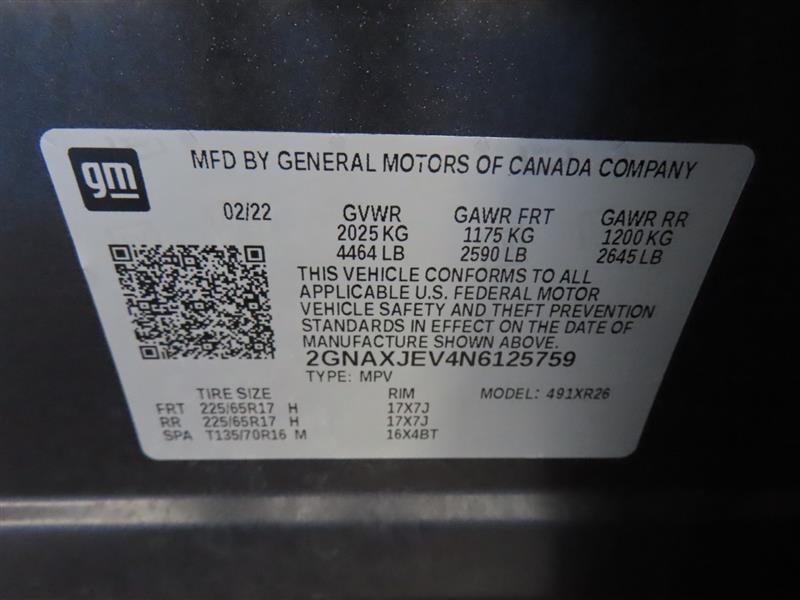 gm
MFD BY GENERAL MOTORS OF CANADA COMPANY
02/22 GVWR GAWR FRT GAWR RR
2025 KG 1175 KG 1200 KG
4464 LB 2590 LB 2645 LB
THIS VEHICLE CONFORMS TO ALL
APPLICABLE U.S. FEDERAL MOTOR
VEHICLE SAFETY AND THEFT PREVENTION
STANDARDS IN EFFECT ON THE DATE OF
MANUFACTURE SHOWN ABOVE.
2GNAXJEV4N6125759
TYPE: MPV
TIRE SIZE RIM MODEL: 491XR26
FRT 225/65R17 H 17X7J
RR 225/65R17 H 17X7J
SPA T135/70R16 M 16X4BT